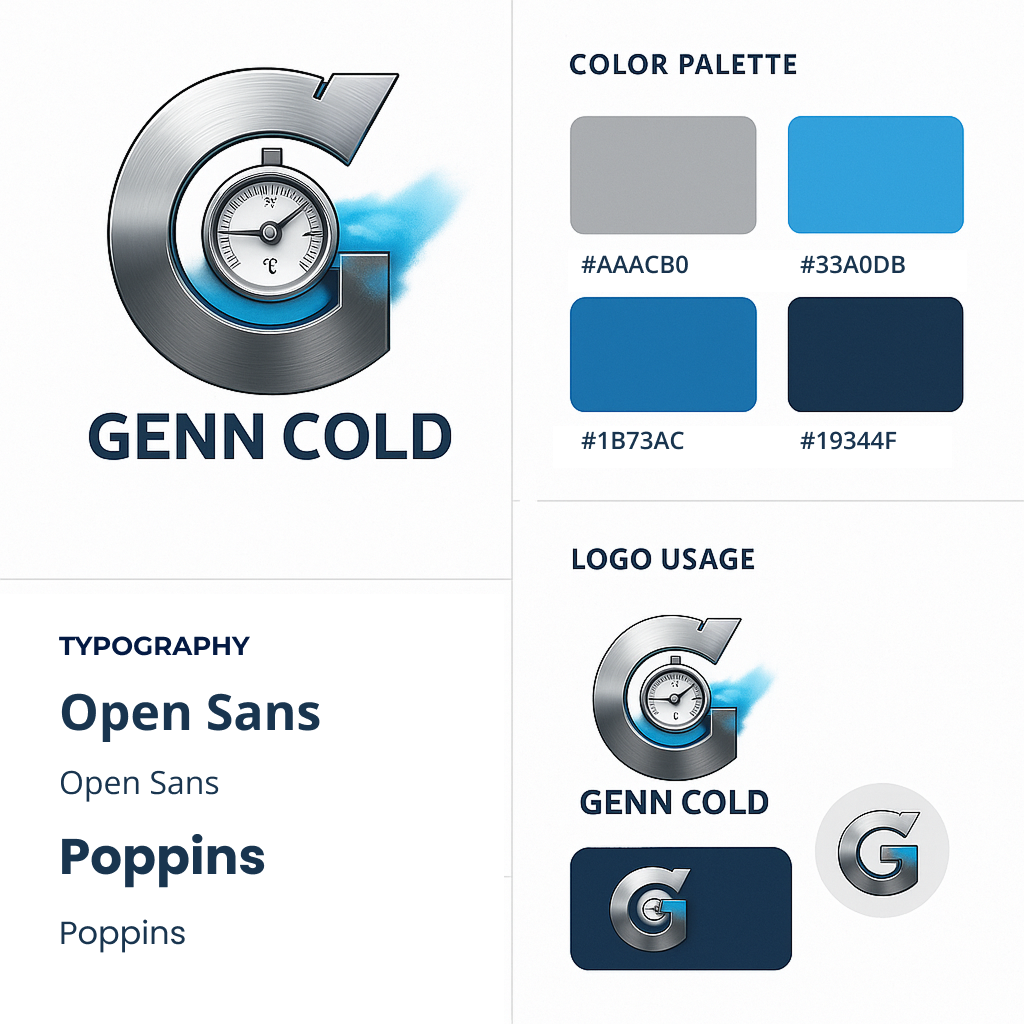 GENN COLD
COLOR PALETTE
#AAACB0
#33A0DB
#1B73AC
#19344F
TYPOGRAPHY
Open Sans
Open Sans
Poppins
Poppins
LOGO USAGE
GENN COLD